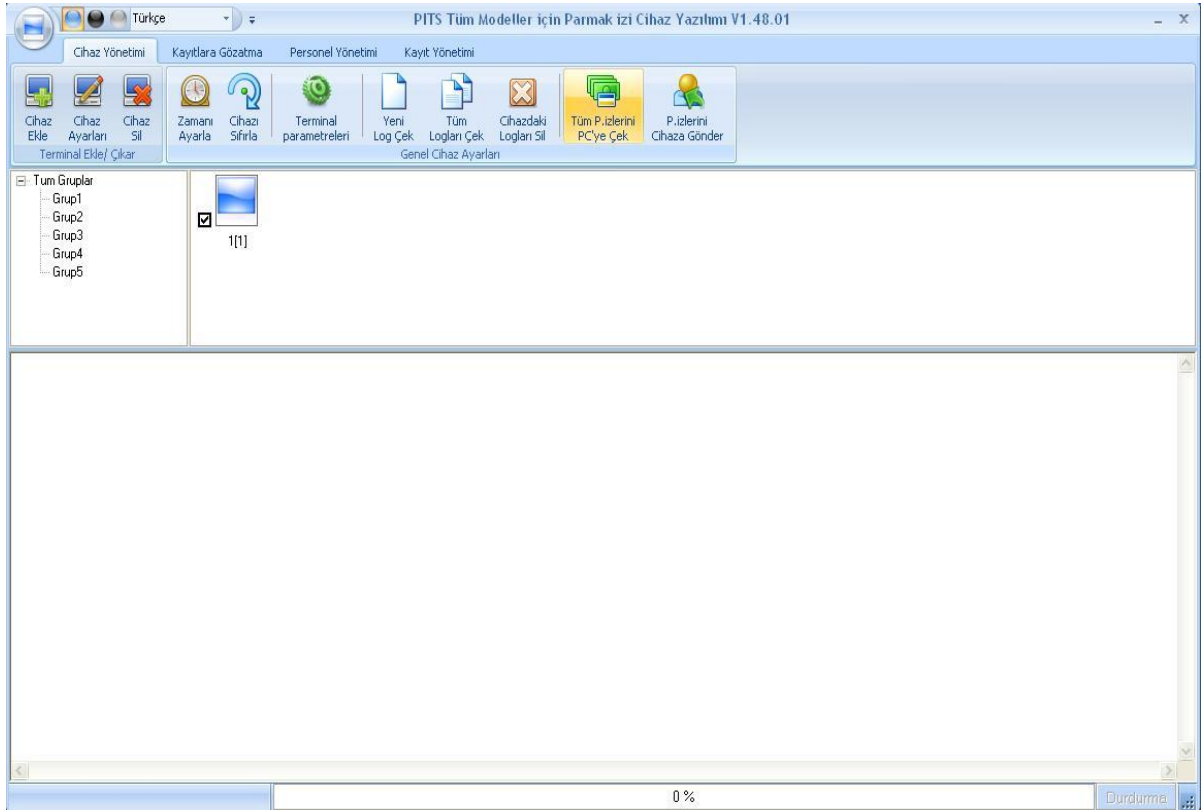 Türkçe
PITS Tüm Modeller için Parmak izi Cihaz Yazılımı V1.48.01
Cihaz Yönetimi
Kayıtlara Gözatma
Personel Yönetimi
Kayıt Yönetimi
Cihaz
Ekle
Cihaz
Ayarları
Cihaz
Sil
Zamanı
Ayarla
Cihazı
Sıfırla
Terminal
parametreleri
Yeni
Log Çek
Tüm
Logları Çek
Cihazdaki
Logları Sil
Tüm P.izlerini
PC'ye Çek
P.izlerini
Cihaza Gönder
Terminal Ekle/ Çıkar
Genel Cihaz Ayarları
Tum Gruplar
Grup1
Grup2
Grup3
Grup4
Grup5
1[1]
0 %
Durdurma